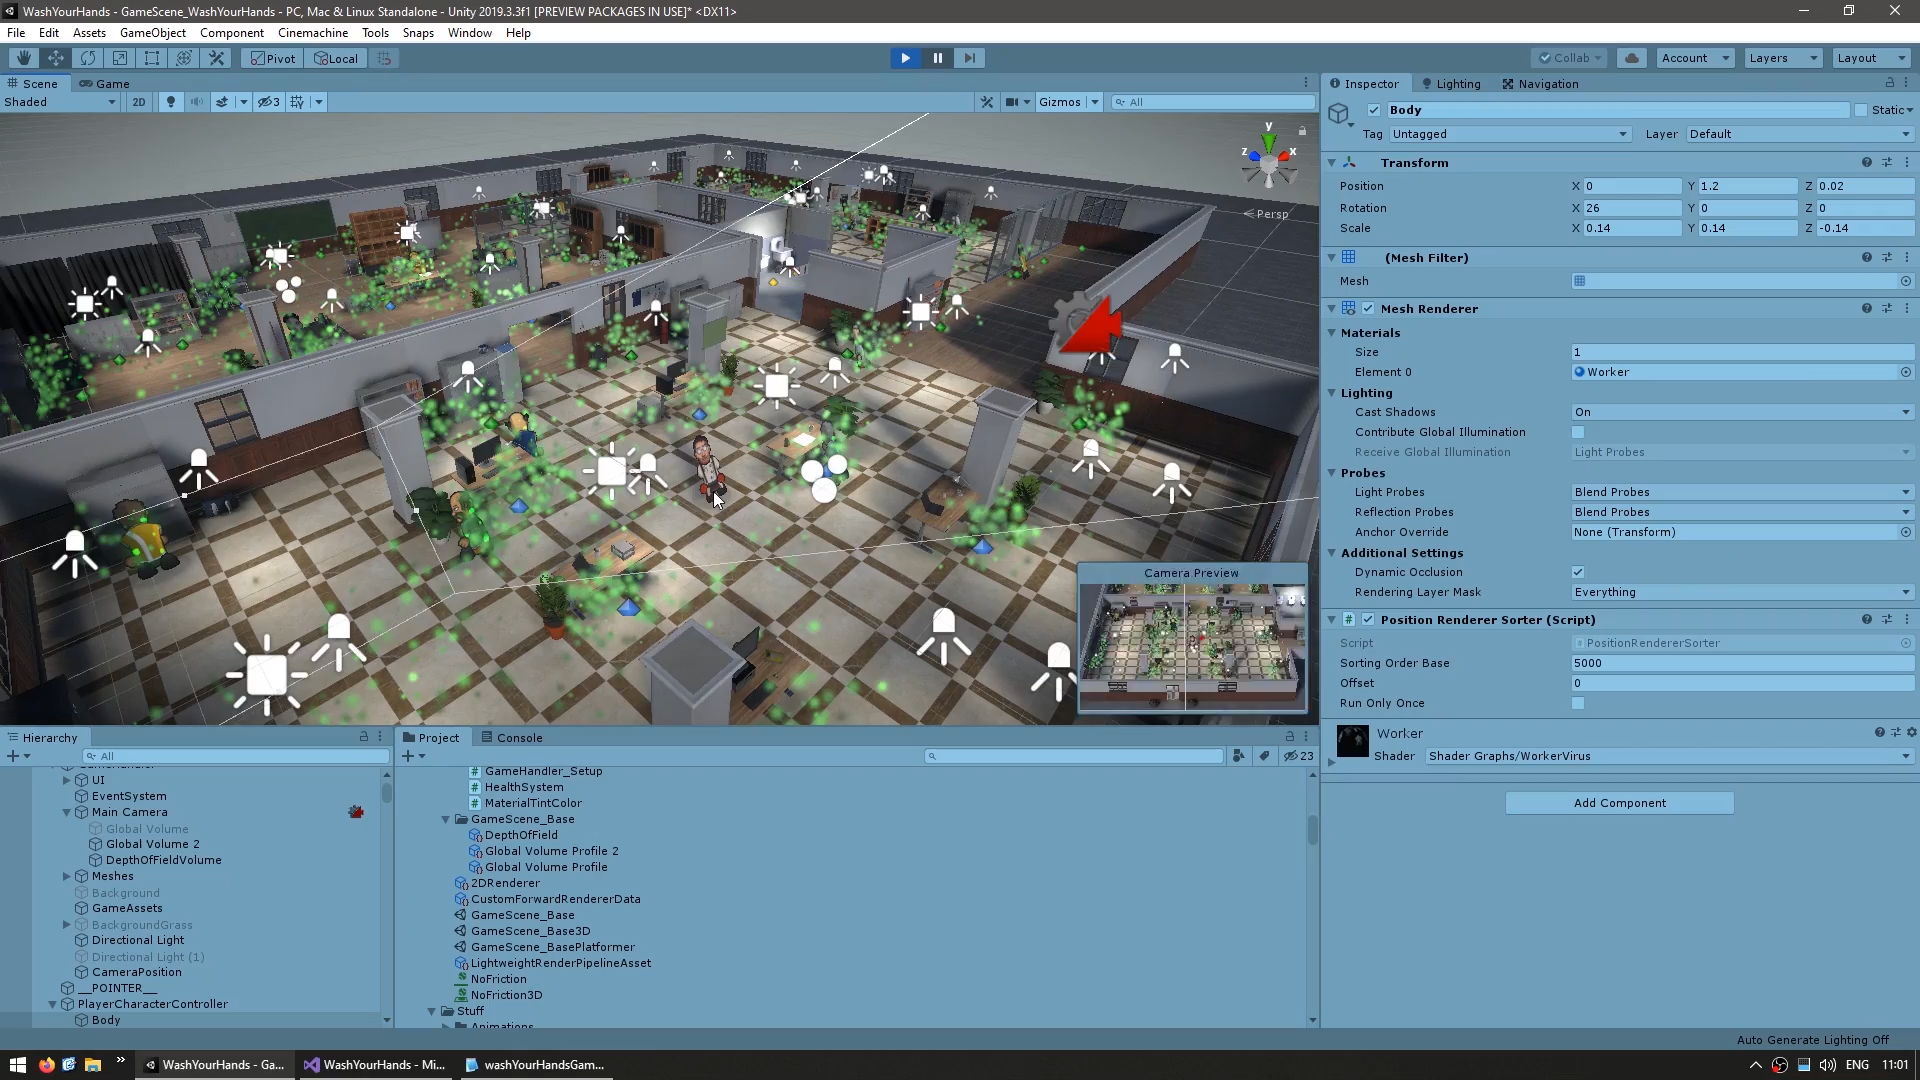 WashYourHands - GameScene_WashYourHands - PC, Mac & Linux Standalone - Unity 2019.3.3f1 [PREVIEW PACKAGES IN USE]* <DX11>
File Edit Assets GameObject Component Cinemachine Tools Snaps Window Help
Pivot Local Collab Account Layers Layout
Scene Game
Shaded 2D 3 Gizmos All
y
z x
Persp
Camera Preview
Inspector Lighting Navigation
Body Static
Tag Untagged Layer Default
Transform
Position X 0 Y 1.2 Z 0.02
Rotation X 26 Y 0 Z 0
Scale X 0.14 Y 0.14 Z -0.14
(Mesh Filter)
Mesh
Mesh Renderer
Materials
Size 1
Element 0 Worker
Lighting
Cast Shadows On
Contribute Global Illumination
Receive Global Illumination Light Probes
Probes
Light Probes Blend Probes
Reflection Probes Blend Probes
Anchor Override None (Transform)
Additional Settings
Dynamic Occlusion
Rendering Layer Mask Everything
Position Renderer Sorter (Script)
Script PositionRendererSorter
Sorting Order Base 5000
Offset 0
Run Only Once
Worker
Shader Shader Graphs/WorkerVirus
Add Component
Auto Generate Lighting Off
Hierarchy
All
GameHandler
UI
EventSystem
Main Camera
Global Volume
Global Volume 2
DepthOfFieldVolume
Meshes
Background
GameAssets
BackgroundGrass
Directional Light
Directional Light (1)
CameraPosition
__POINTER__
PlayerCharacterController
Body
Project Console
23
GameHandler_Setup
HealthSystem
MaterialTintColor
GameScene_Base
DepthOfField
Global Volume Profile 2
Global Volume Profile
2DRenderer
CustomForwardRendererData
GameScene_Base
GameScene_Base3D
GameScene_BasePlatformer
LightweightRenderPipelineAsset
NoFriction
NoFriction3D
Stuff
Animations
WashYourHands - Ga... WashYourHands - Mi... washYourHandsGam... ENG 11:01